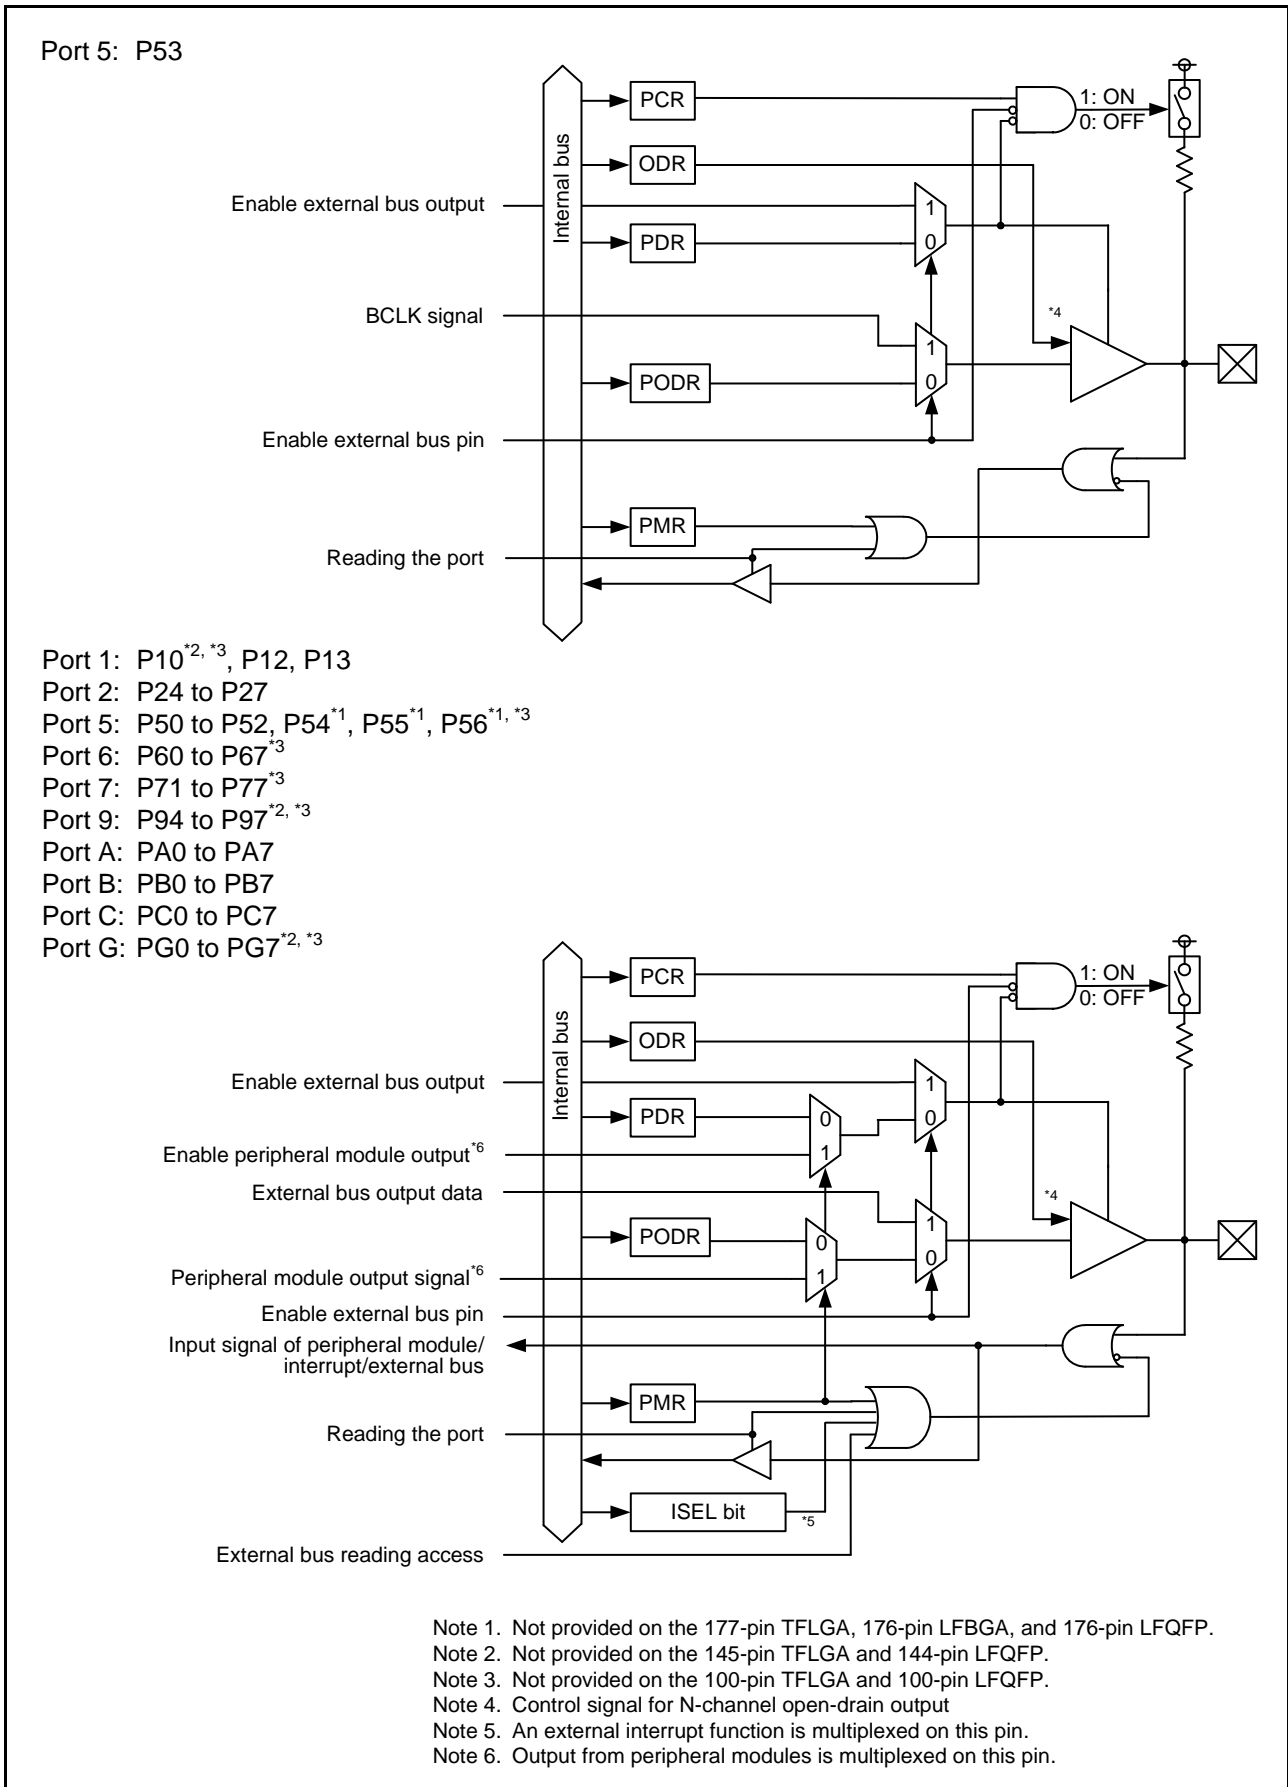 Port 5: P53
PCR
1: ON
0: OFF
ODR
Internal bus
Enable external bus output
1
PDR
0
BCLK signal
*4
1
PODR
0
Enable external bus pin
PMR
Reading the port
Port 1: P10*2, *3, P12, P13
Port 2: P24 to P27
Port 5: P50 to P52, P54*1, P55*1, P56*1, *3
Port 6: P60 to P67*3
Port 7: P71 to P77*3
Port 9: P94 to P97*2, *3
Port A: PA0 to PA7
Port B: PB0 to PB7
Port C: PC0 to PC7
Port G: PG0 to PG7*2, *3
PCR
1: ON
0: OFF
ODR
Internal bus
Enable external bus output
1
PDR
0
0
Enable peripheral module output*6
1
External bus output data
*4
1
PODR
0
0
Peripheral module output signal*6
1
Enable external bus pin
Input signal of peripheral module/
interrupt/external bus
PMR
Reading the port
ISEL bit
*5
External bus reading access
Note 1. Not provided on the 177-pin TFLGA, 176-pin LFBGA, and 176-pin LFQFP.
Note 2. Not provided on the 145-pin TFLGA and 144-pin LFQFP.
Note 3. Not provided on the 100-pin TFLGA and 100-pin LFQFP.
Note 4. Control signal for N-channel open-drain output
Note 5. An external interrupt function is multiplexed on this pin.
Note 6. Output from peripheral modules is multiplexed on this pin.